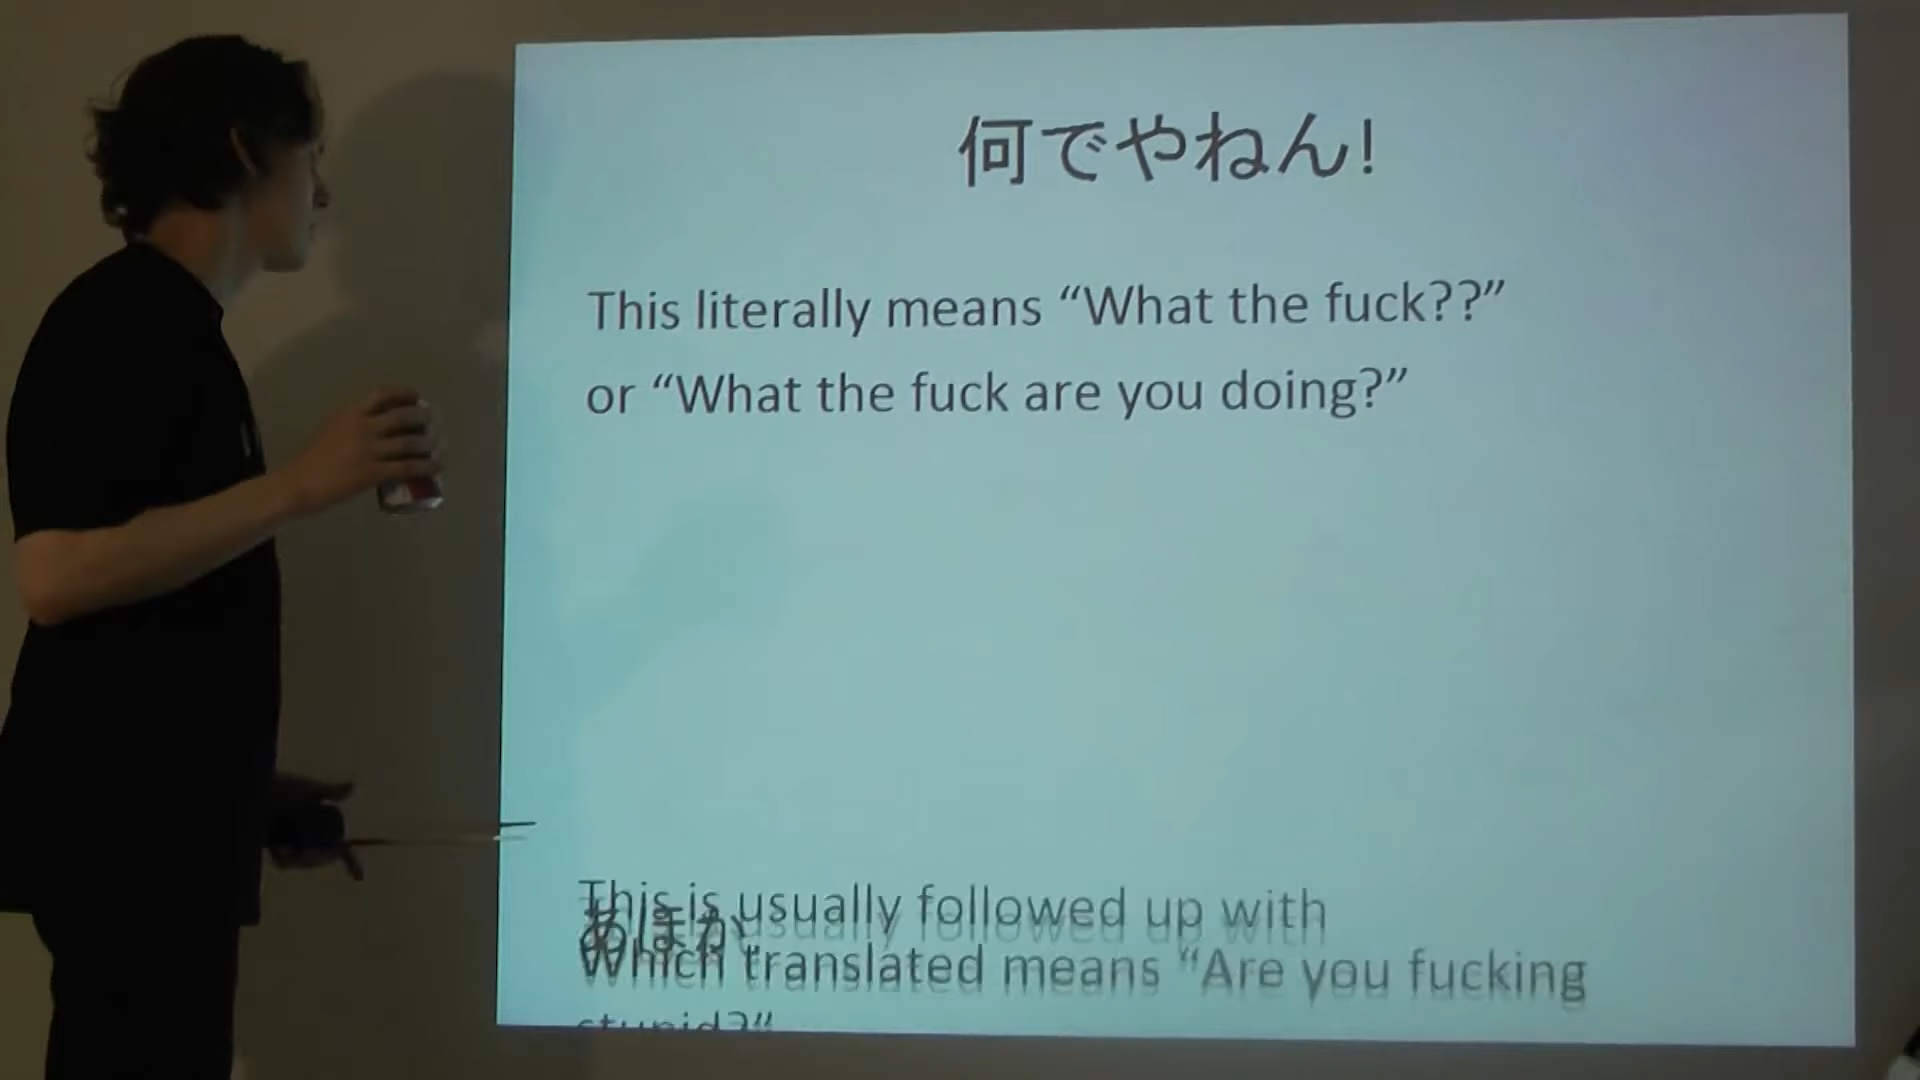 何でやねん!
This literally means “What the fuck??”
or “What the fuck are you doing?”
This is usually followed up with
あほか
Which translated means “Are you fucking
stupid?”